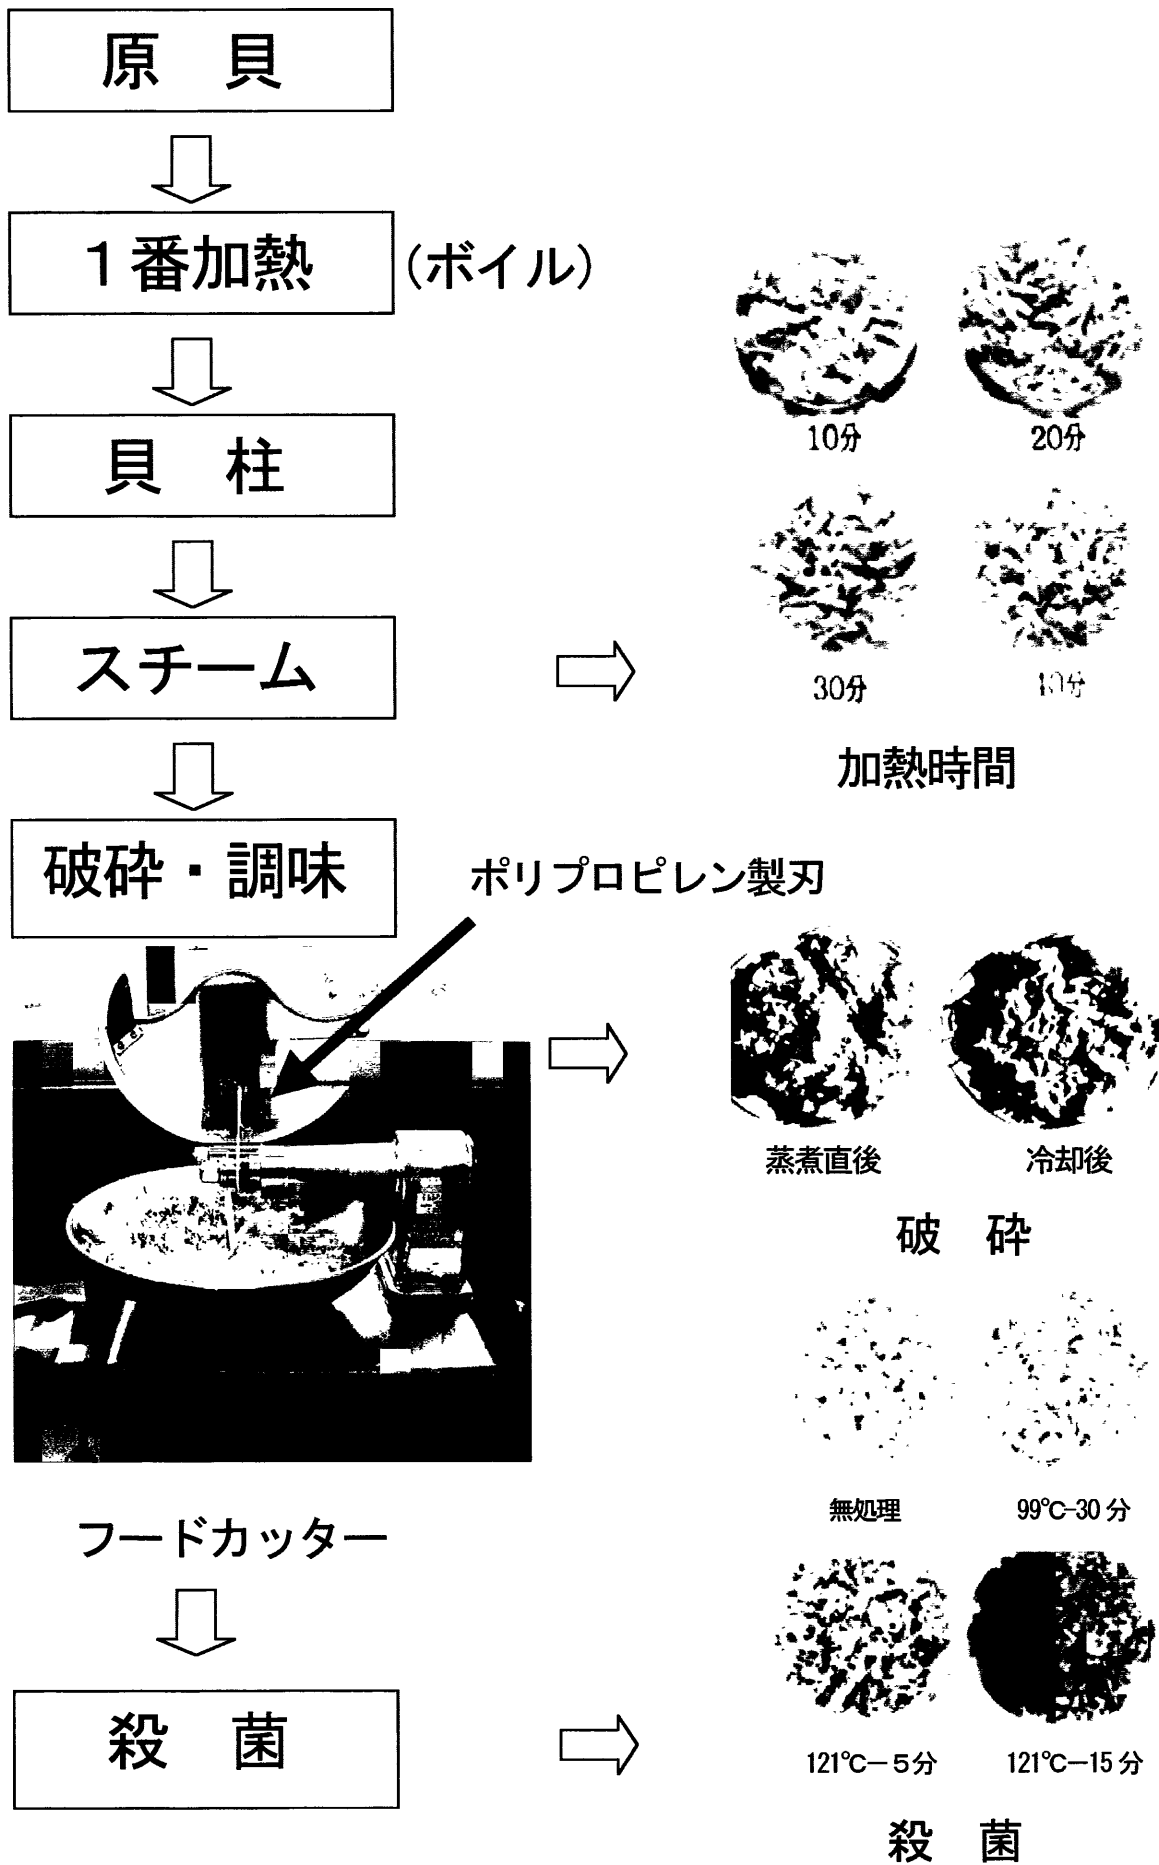 原　貝
１番加熱
(ボイル)
貝　柱
スチーム
10分
20分
30分
加熱時間
破砕・調味
ポリプロピレン製刃
蒸煮直後
冷却後
破　砕
無処理
99℃-30分
フードカッター
121℃－５分
121℃－15分
殺　菌
殺　菌